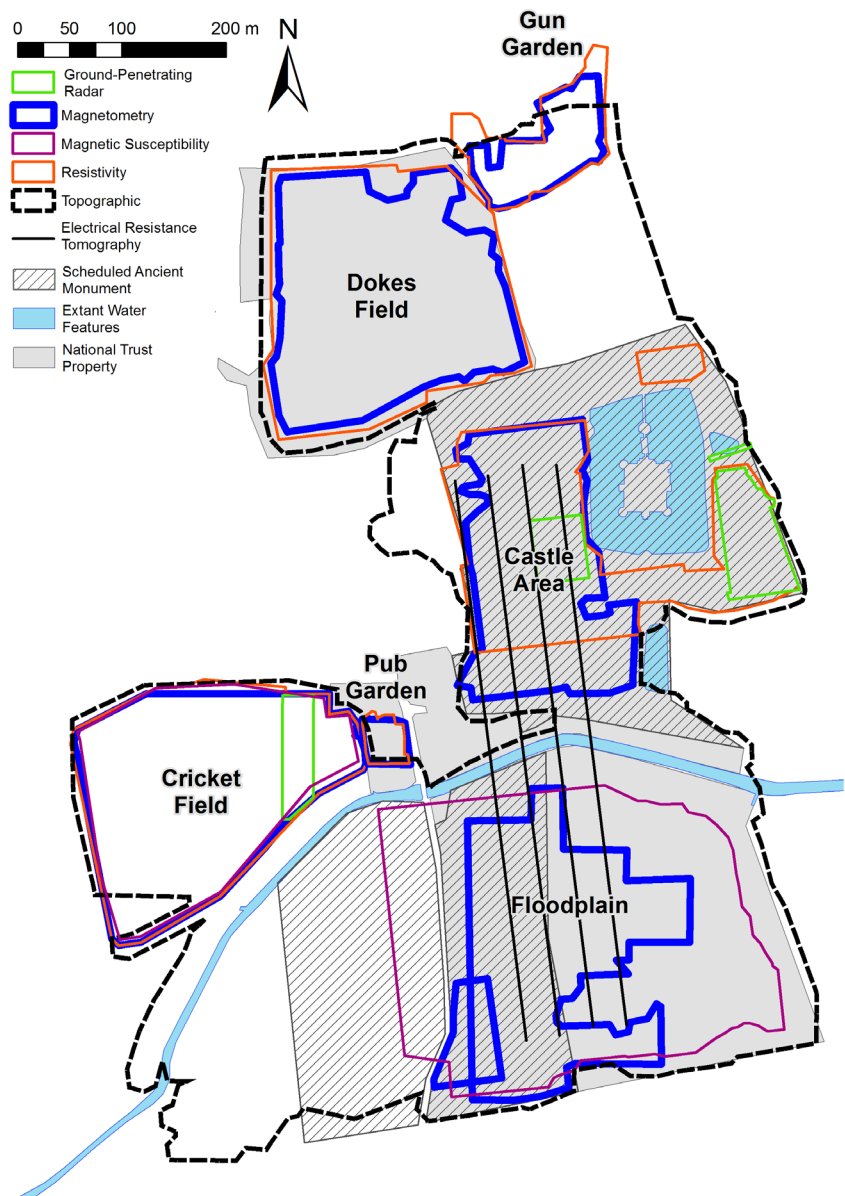 0 50 100 200 m
N
Gun
Garden
Ground-Penetrating
Radar
Magnetometry
Magnetic Susceptibility
Resistivity
Topographic
Electrical Resistance
Tomography
Scheduled Ancient
Monument
Extant Water
Features
National Trust
Property
Dokes
Field
Castle
Area
Pub
Garden
Cricket
Field
Floodplain